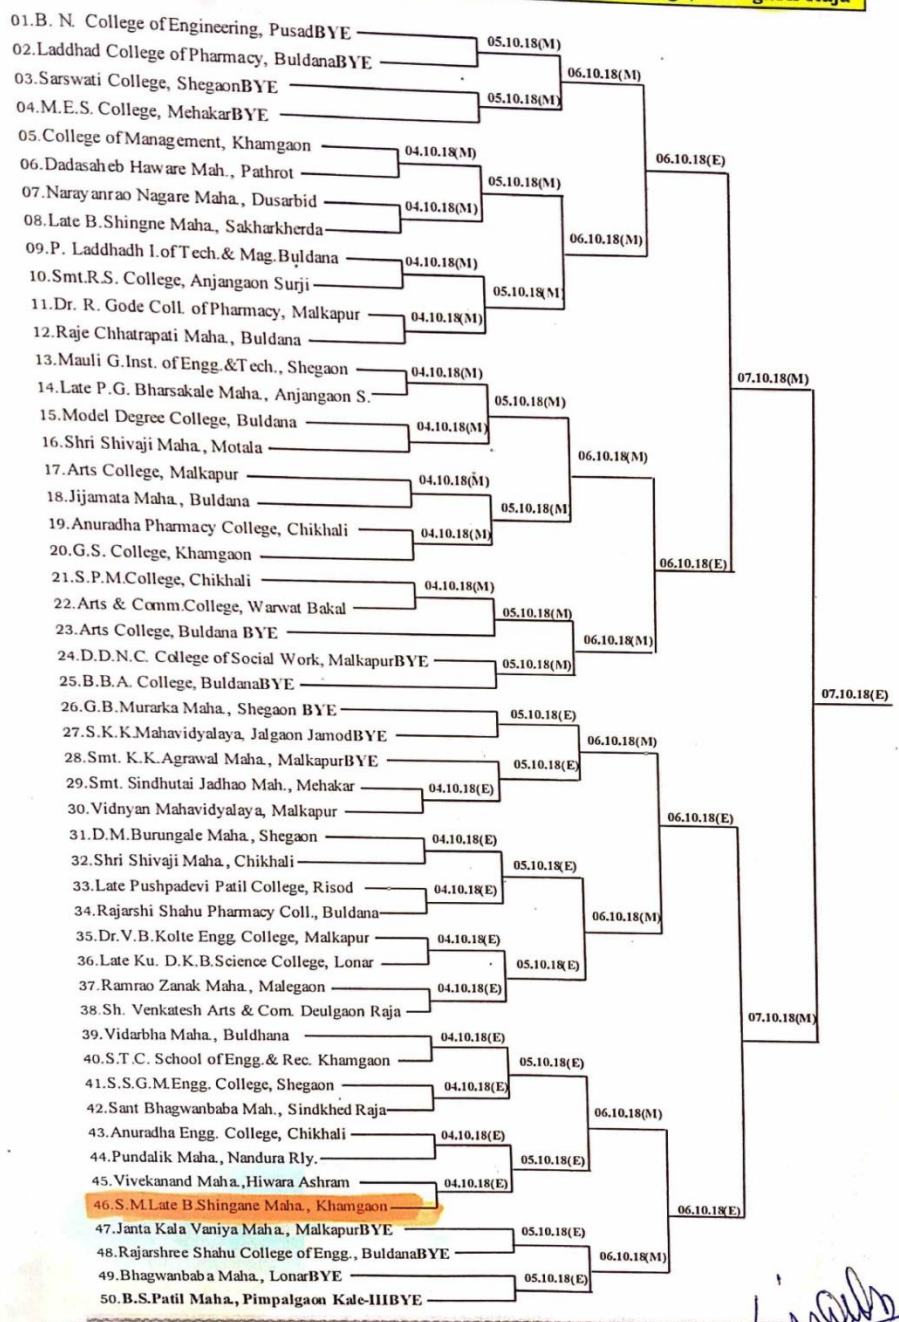 01.B. N. College of Engineering, PusadBYE
02.Laddhad College of Pharmacy, BuldanaBYE
03.Sarswati College, ShegaonBYE
04.M.E.S. College, MehakarBYE
05.College of Management, Khamgaon
06.Dadasaheb Haware Mah., Pathrot
07.Narayanrao Nagare Maha., Dusarbid
08.Late B.Shingne Maha., Sakharkherda
09.P. Laddhadh I.of Tech.& Mag.Buldana
10.Smt.R.S. College, Anjangaon Surji
11.Dr. R. Gode Coll. of Pharmacy, Malkapur
12.Raje Chhatrapati Maha., Buldana
13.Mauli G.Inst. of Engg.&Tech., Shegaon
14.Late P.G. Bharsakale Maha., Anjangaon S.
15.Model Degree College, Buldana
16.Shri Shivaji Maha., Motala
17.Arts College, Malkapur
18.Jijamata Maha., Buldana
19.Anuradha Pharmacy College, Chikhali
20.G.S. College, Khamgaon
21.S.P.M.College, Chikhali
22.Arts & Comm.College, Warwat Bakal
23.Arts College, Buldana BYE
24.D.D.N.C. College of Social Work, MalkapurBYE
25.B.B.A. College, BuldanaBYE
26.G.B.Murarka Maha., Shegaon BYE
27.S.K.K.Mahavidyalaya, Jalgaon JamodBYE
28.Smt. K.K.Agrawal Maha., MalkapurBYE
29.Smt. Sindhutai Jadhao Mah., Mehakar
30.Vidnyan Mahavidyalaya, Malkapur
31.D.M.Burungale Maha., Shegaon
32.Shri Shivaji Maha., Chikhali
33.Late Pushpadevi Patil College, Risod
34.Rajarshi Shahu Pharmacy Coll., Buldana
35.Dr.V.B.Kolte Engg. College, Malkapur
36.Late Ku. D.K.B.Science College, Lonar
37.Ramrao Zanak Maha., Malegaon
38.Sh. Venkatesh Arts & Com. Deulgaon Raja
39.Vidarbha Maha., Buldhana
40.S.T.C. School of Engg.& Rec. Khamgaon
41.S.S.G.M.Engg. College, Shegaon
42.Sant Bhagwanbaba Mah., Sindkhed Raja
43.Anuradha Engg. College, Chikhali
44.Pundalik Maha., Nandura Rly.
45.Vivekanand Maha.,Hiwara Ashram
46.S.M.Late B.Shingane Maha., Khamgaon
47.Janta Kala Vaniya Maha., MalkapurBYE
48.Rajarshree Shahu College of Engg., BuldanaBYE
49.Bhagwanbaba Maha., LonarBYE
50.B.S.Patil Maha., Pimpalgaon Kale-IIIBYE
04.10.18(M)
04.10.18(M)
04.10.18(M)
04.10.18(M)
04.10.18(M)
04.10.18(M)
04.10.18(M)
04.10.18(M)
04.10.18(M)
04.10.18(E)
04.10.18(E)
04.10.18(E)
04.10.18(E)
04.10.18(E)
04.10.18(E)
04.10.18(E)
04.10.18(E)
04.10.18(E)
05.10.18(M)
05.10.18(M)
05.10.18(M)
05.10.18(M)
05.10.18(M)
05.10.18(M)
05.10.18(M)
05.10.18(M)
05.10.18(E)
05.10.18(E)
05.10.18(E)
05.10.18(E)
05.10.18(E)
05.10.18(E)
05.10.18(E)
05.10.18(E)
06.10.18(M)
06.10.18(M)
06.10.18(M)
06.10.18(M)
06.10.18(M)
06.10.18(M)
06.10.18(M)
06.10.18(M)
06.10.18(E)
06.10.18(E)
06.10.18(E)
06.10.18(E)
07.10.18(M)
07.10.18(M)
07.10.18(E)